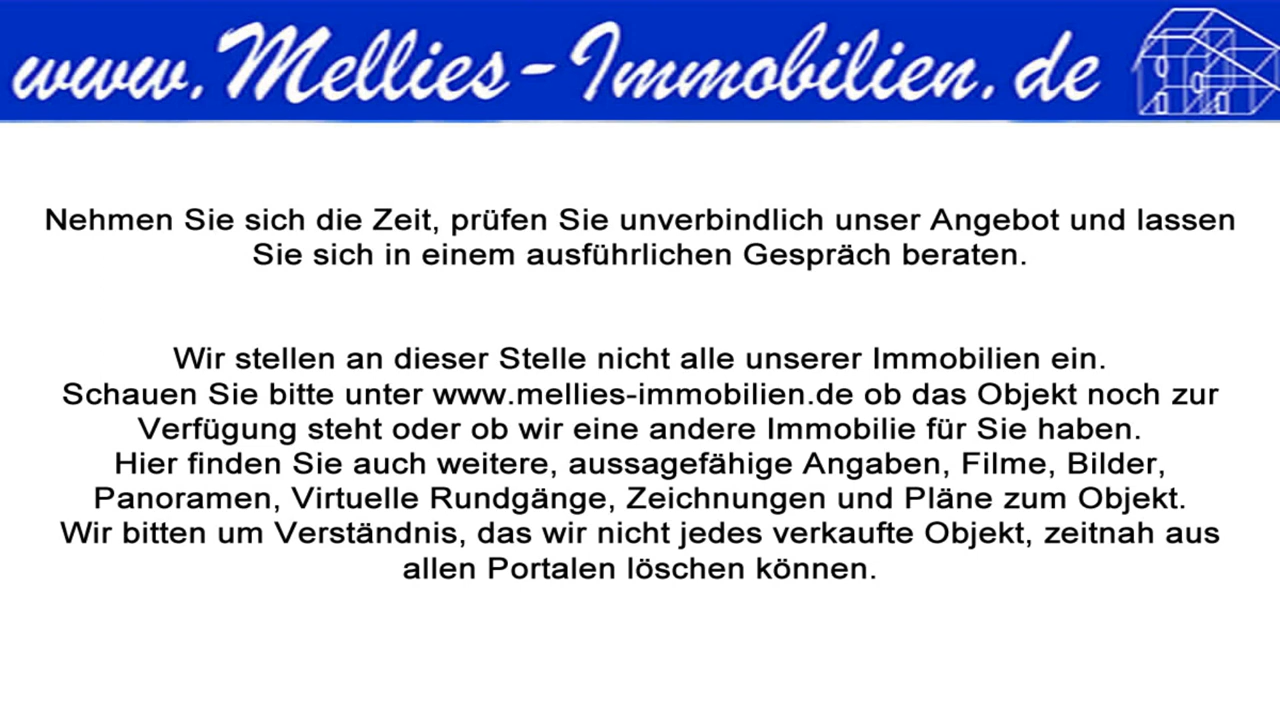 www.Mellies-Immobilien.de
Nehmen Sie sich die Zeit, prüfen Sie unverbindlich unser Angebot und lassen
Sie sich in einem ausführlichen Gespräch beraten.
Wir stellen an dieser Stelle nicht alle unserer Immobilien ein.
Schauen Sie bitte unter www.mellies-immobilien.de ob das Objekt noch zur
Verfügung steht oder ob wir eine andere Immobilie für Sie haben.
Hier finden Sie auch weitere, aussagefähige Angaben, Filme, Bilder,
Panoramen, Virtuelle Rundgänge, Zeichnungen und Pläne zum Objekt.
Wir bitten um Verständnis, das wir nicht jedes verkaufte Objekt, zeitnah aus
allen Portalen löschen können.